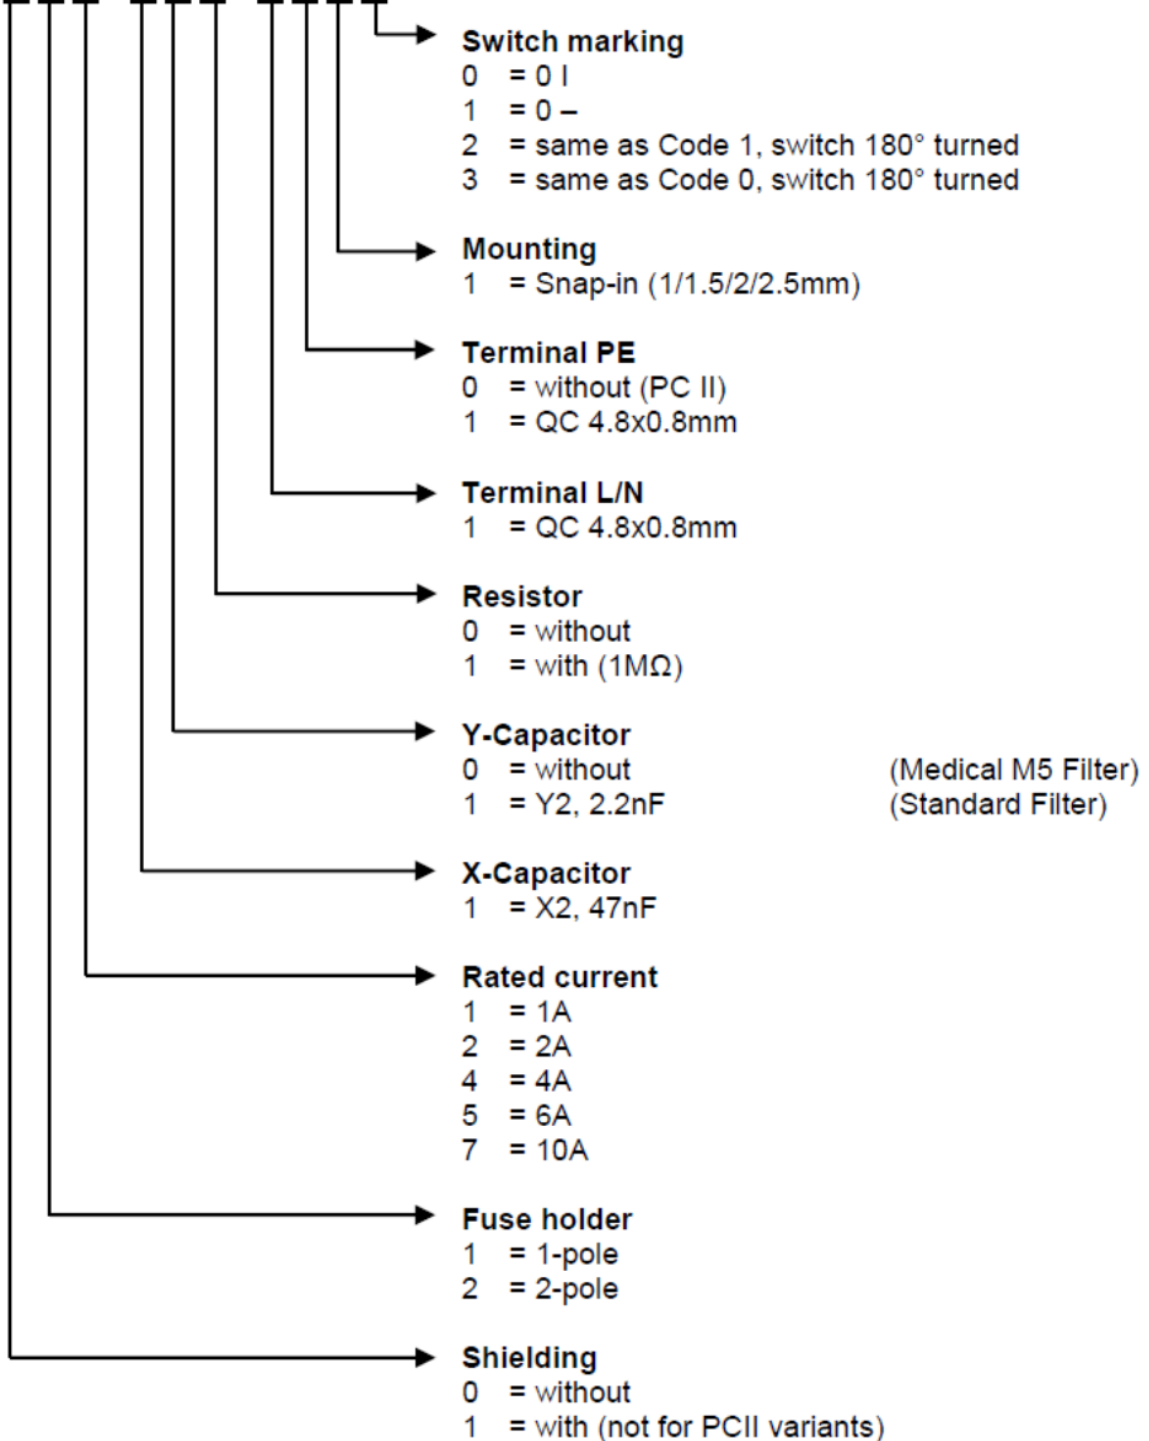 Switch marking
0 = 0 I
1 = 0 –
2 = same as Code 1, switch 180° turned
3 = same as Code 0, switch 180° turned
Mounting
1 = Snap-in (1/1.5/2/2.5mm)
Terminal PE
0 = without (PC II)
1 = QC 4.8x0.8mm
Terminal L/N
1 = QC 4.8x0.8mm
Resistor
0 = without
1 = with (1MΩ)
Y-Capacitor
0 = without (Medical M5 Filter)
1 = Y2, 2.2nF (Standard Filter)
X-Capacitor
1 = X2, 47nF
Rated current
1 = 1A
2 = 2A
4 = 4A
5 = 6A
7 = 10A
Fuse holder
1 = 1-pole
2 = 2-pole
Shielding
0 = without
1 = with (not for PCII variants)